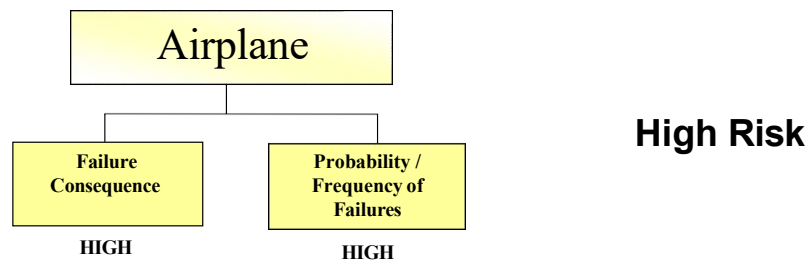 Airplane
High Risk
Failure
Consequence
Probability /
Frequency of
Failures
HIGH
HIGH